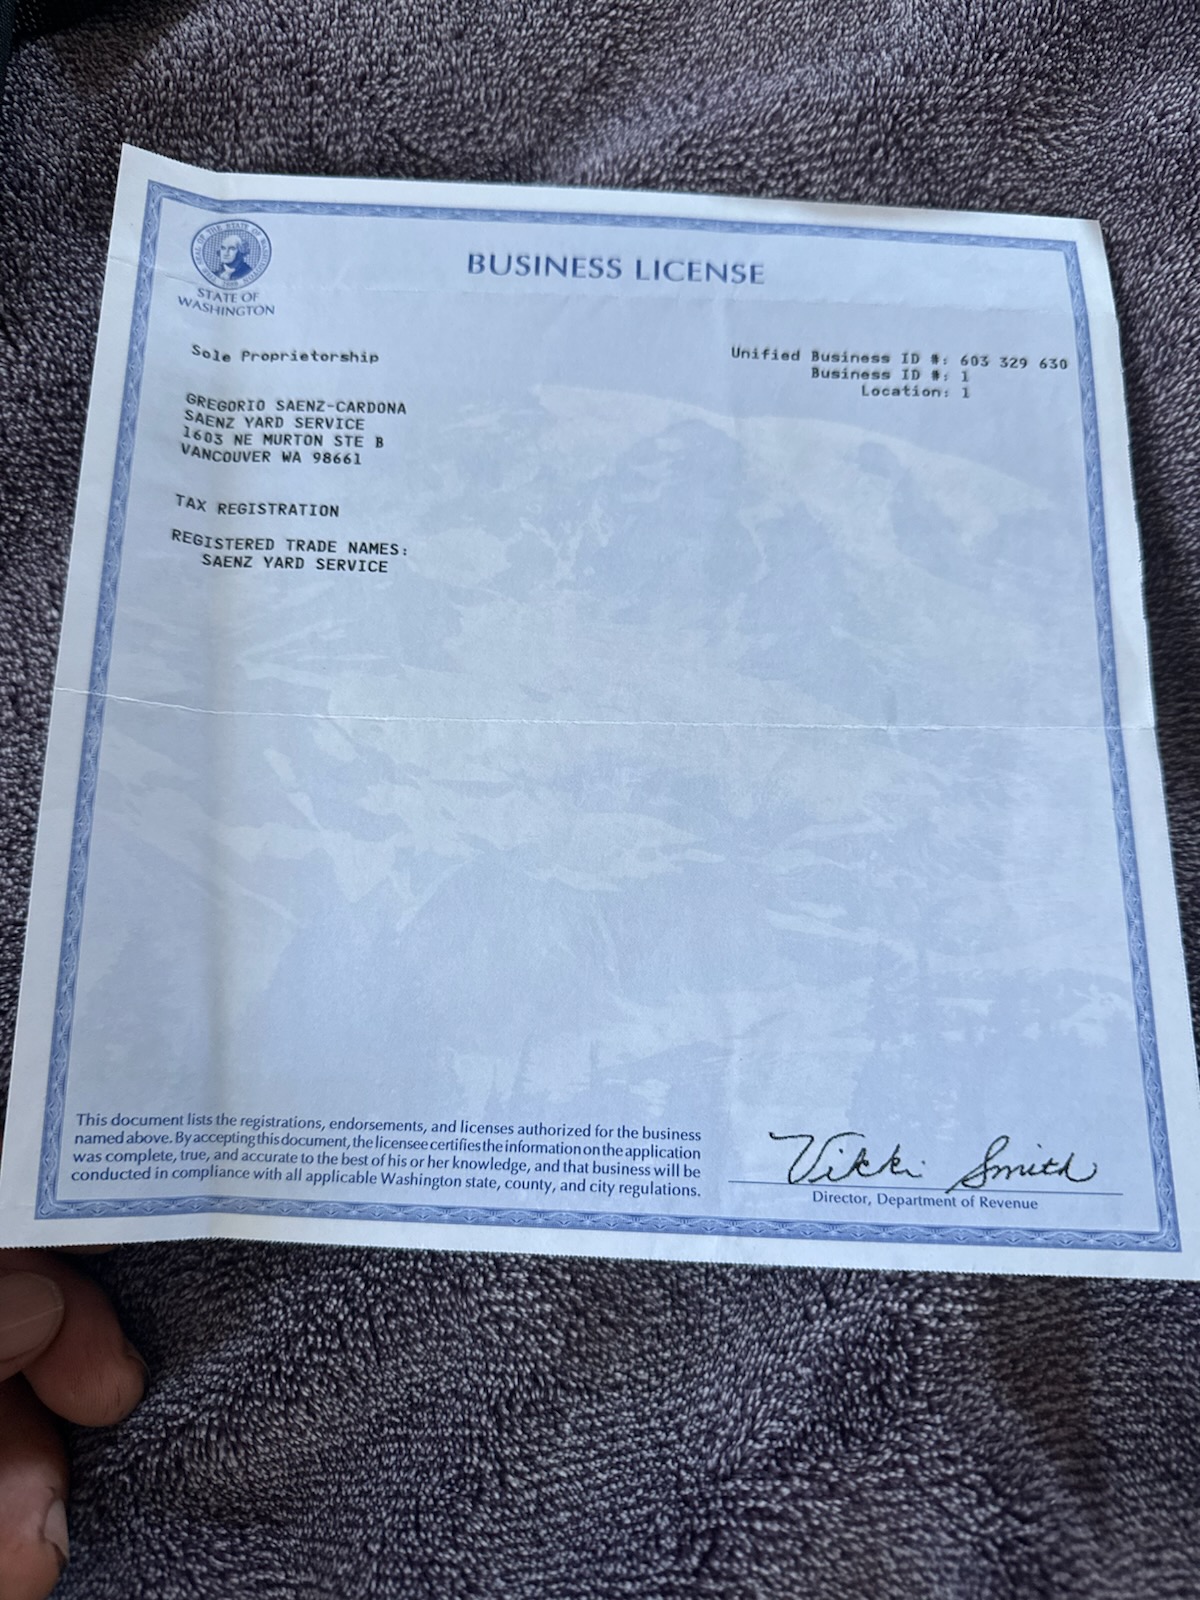 BUSINESS LICENSE
STATE OF
WASHINGTON
Sole Proprietorship
Unified Business ID #: 603 329 630
Business ID #: 1
Location: 1
GREGORIO SAENZ-CARDONA
SAENZ YARD SERVICE
1603 NE MURTON STE B
VANCOUVER WA 98661
TAX REGISTRATION
REGISTERED TRADE NAMES:
SAENZ YARD SERVICE
This document lists the registrations, endorsements, and licenses authorized for the business
named above. By accepting this document, the licensee certifies the information on the application
was complete, true, and accurate to the best of his or her knowledge, and that business will be
conducted in compliance with all applicable Washington state, county, and city regulations.
Vikki Smith
Director, Department of Revenue